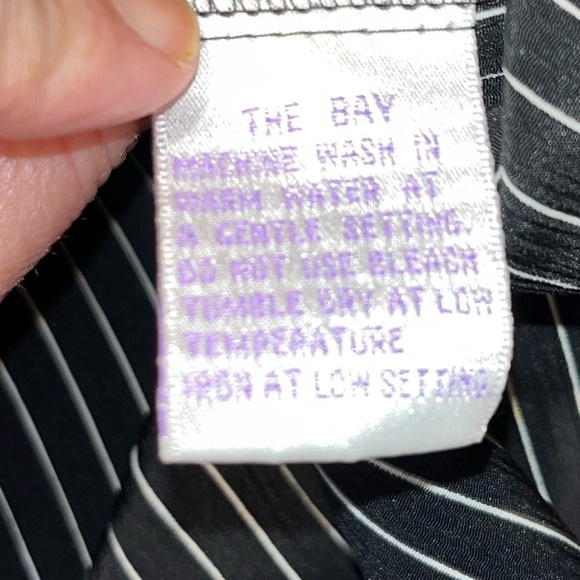 THE BAY
MACHINE WASH IN
WARM WATER AT
A GENTLE SETTING.
DO NOT USE BLEACH
TUMBLE DRY AT LOW
TEMPERATURE
IRON AT LOW SETTING